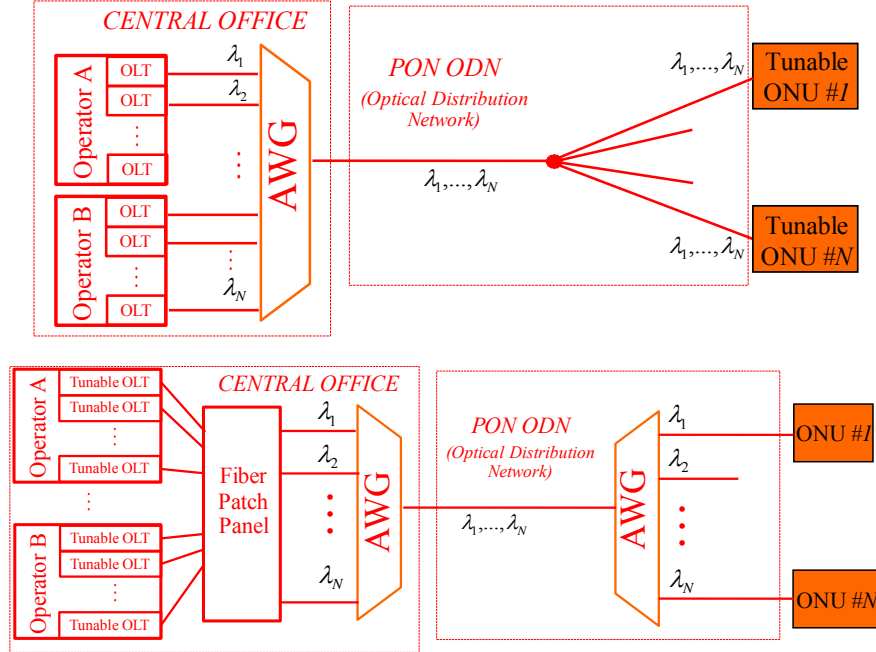 CENTRAL OFFICE
Operator A
OLT
OLT
⋮
OLT
λ1
λ2
⋮
Operator B
OLT
OLT
⋮
OLT
⋮
λN
AWG
PON ODN
(Optical Distribution
Network)
λ1,...,λN
λ1,...,λN
λ1,...,λN
Tunable
ONU #1
Tunable
ONU #N
CENTRAL OFFICE
Operator A
Tunable OLT
Tunable OLT
⋮
Tunable OLT
⋮
Operator B
Tunable OLT
Tunable OLT
⋮
Tunable OLT
Fiber
Patch
Panel
λ1
λ2
⋮
λN
AWG
PON ODN
(Optical Distribution
Network)
λ1,...,λN
AWG
λ1
λ2
⋮
λN
ONU #1
ONU #N